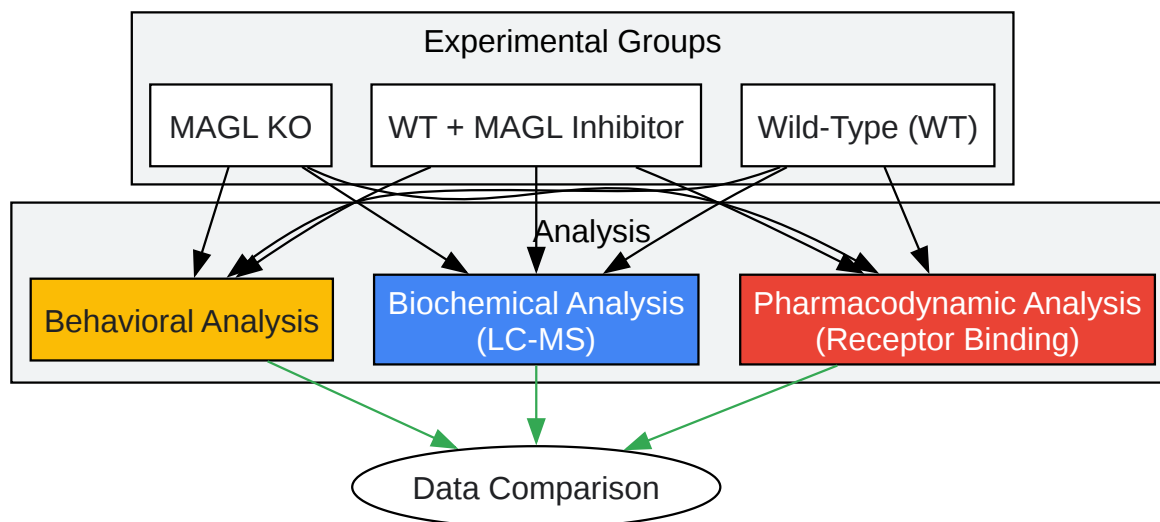 Experimental Groups
MAGL KO
WT + MAGL Inhibitor
Wild-Type (WT)
Analysis
Behavioral Analysis
Biochemical Analysis
(LC-MS)
Pharmacodynamic Analysis
(Receptor Binding)
Data Comparison